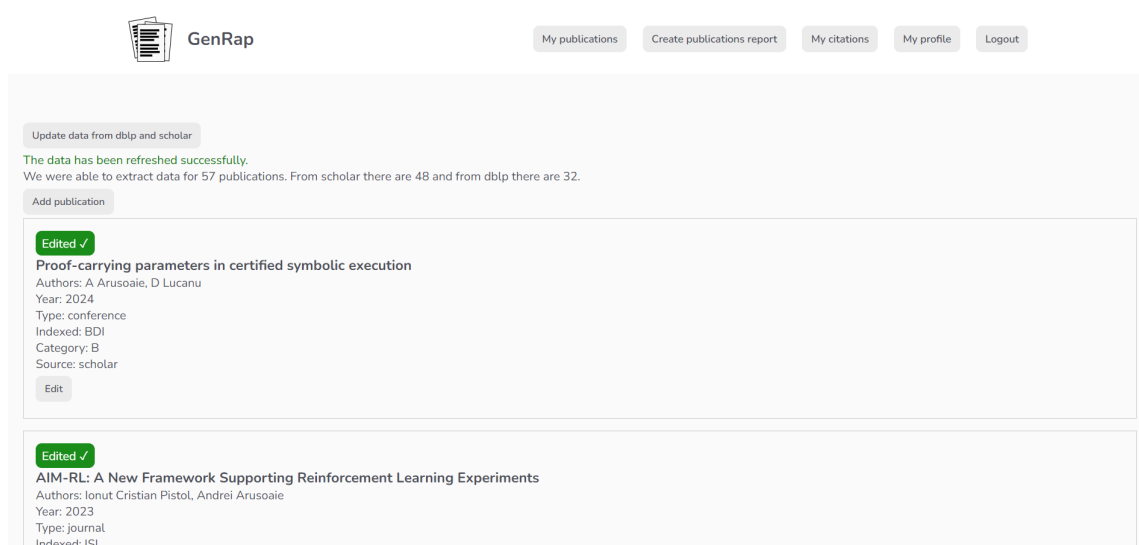 GenRap
My publications
Create publications report
My citations
My profile
Logout
Update data from dblp and scholar
The data has been refreshed successfully.
We were able to extract data for 57 publications. From scholar there are 48 and from dblp there are 32.
Add publication
Edited ✓
Proof-carrying parameters in certified symbolic execution
Authors: A Arusoaie, D Lucanu
Year: 2024
Type: conference
Indexed: BDI
Category: B
Source: scholar
Edit
Edited ✓
AIM-RL: A New Framework Supporting Reinforcement Learning Experiments
Authors: Ionut Cristian Pistol, Andrei Arusoaie
Year: 2023
Type: journal
Indexed: ISI